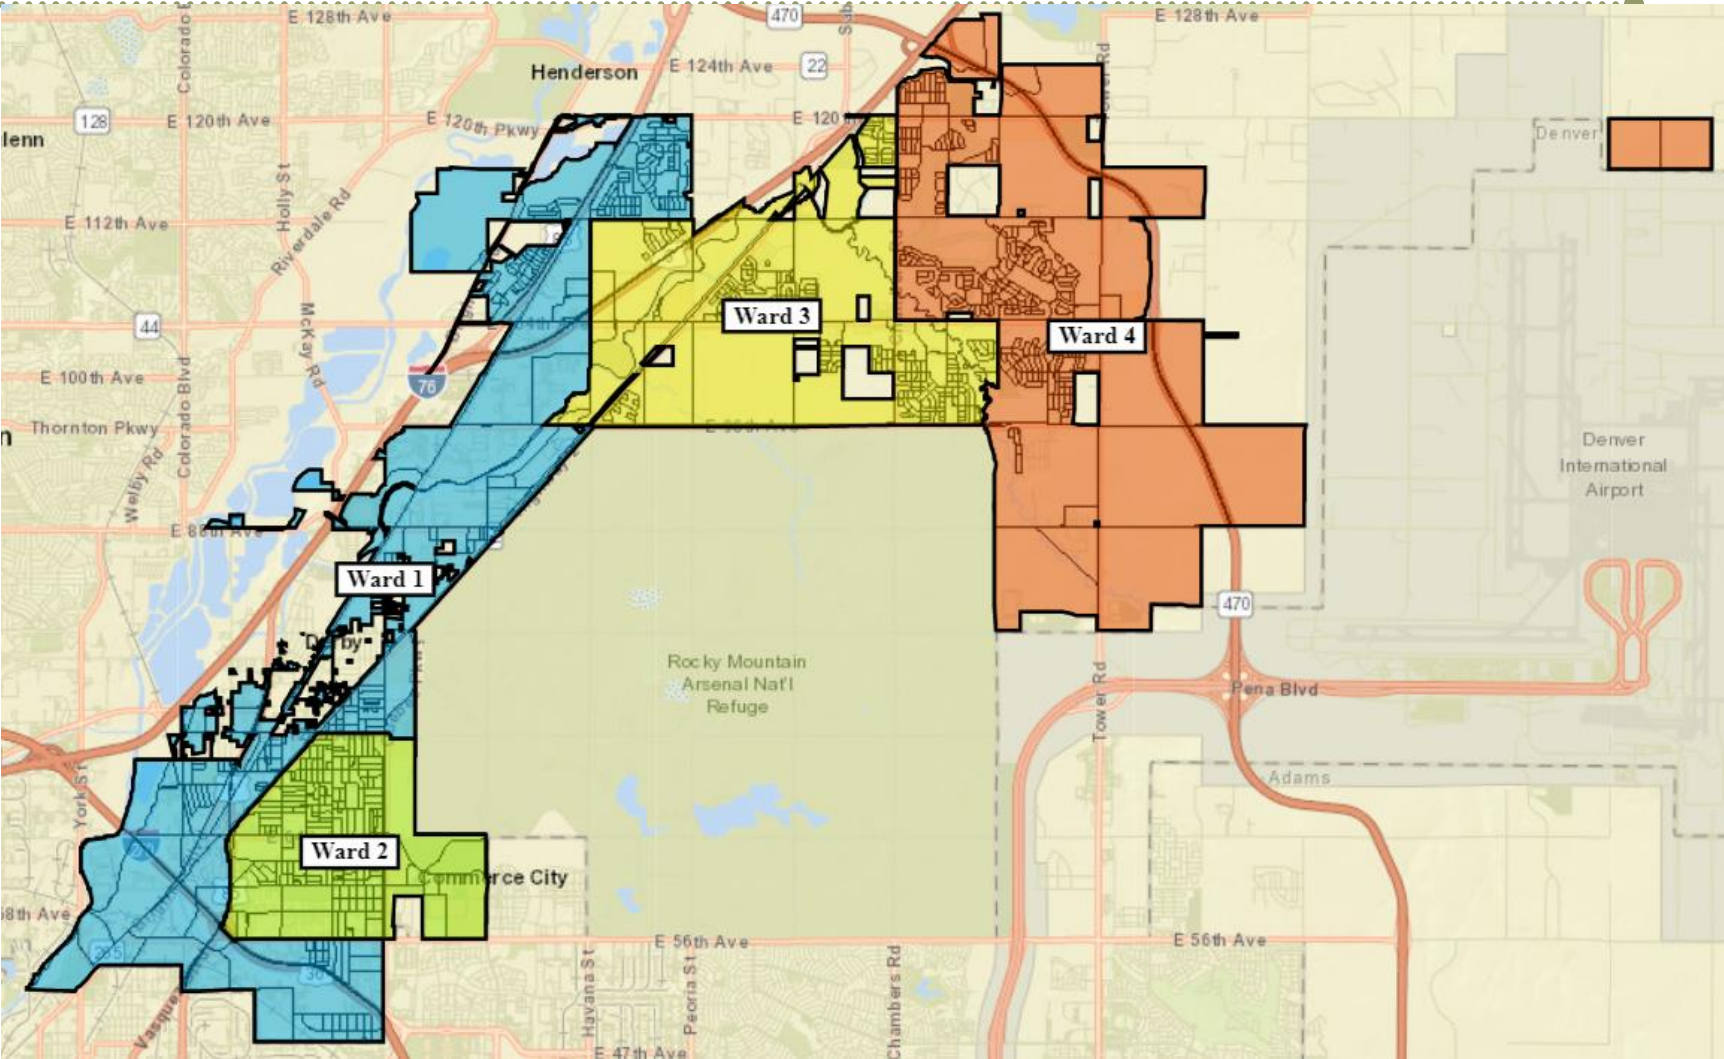 E 128th Ave
470
E 128th Ave
Henderson
E 124th Ave
22
128
E 120th Ave
E 120th Pkwy
E 120th
lenn
Denver
Holly St
Riverdale Rd
E 112th Ave
Ward 3
Ward 4
44
McKay Rd
E 100th Ave
76
Thornton Pkwy
Colorado Blvd
Welby Rd
Denver
International
Airport
E 88th Ave
Ward 1
470
Derby
Rocky Mountain
Arsenal Nat'l
Refuge
Tower Rd
Pena Blvd
York St
Adams
Ward 2
Commerce City
58th Ave
E 56th Ave
E 56th Ave
Havana St
Peoria St
Chambers Rd
E 47th Ave